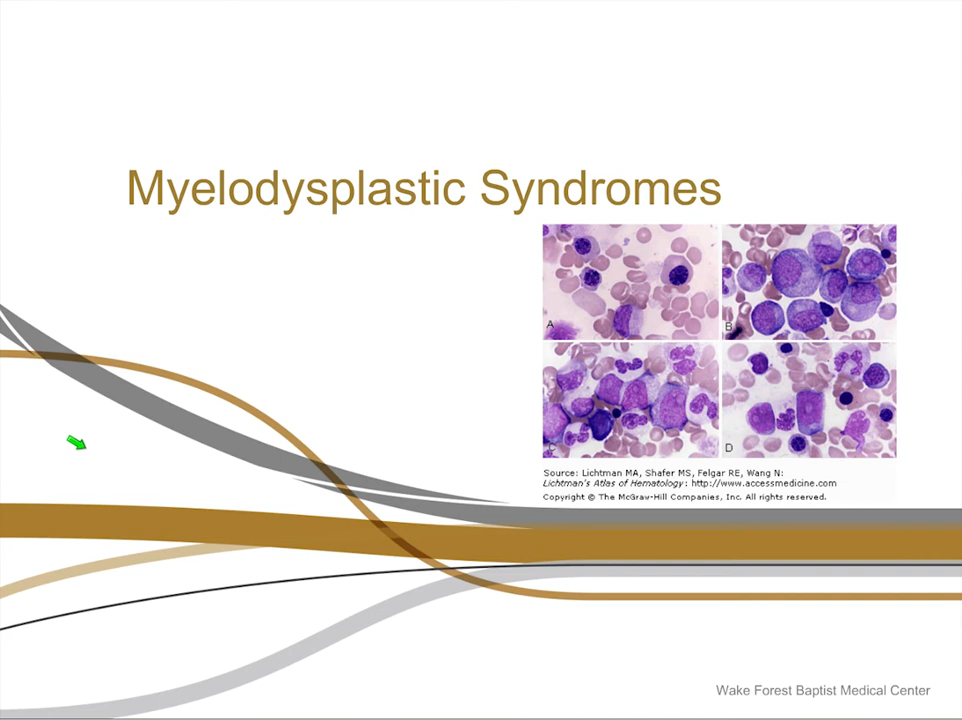 Myelodysplastic Syndromes
A
B
C
D
Source: Lichtman MA, Shafer MS, Felgar RE, Wang N:
Lichtman's Atlas of Hematology: http://www.accessmedicine.com
Copyright © The McGraw-Hill Companies, Inc. All rights reserved.
Wake Forest Baptist Medical Center